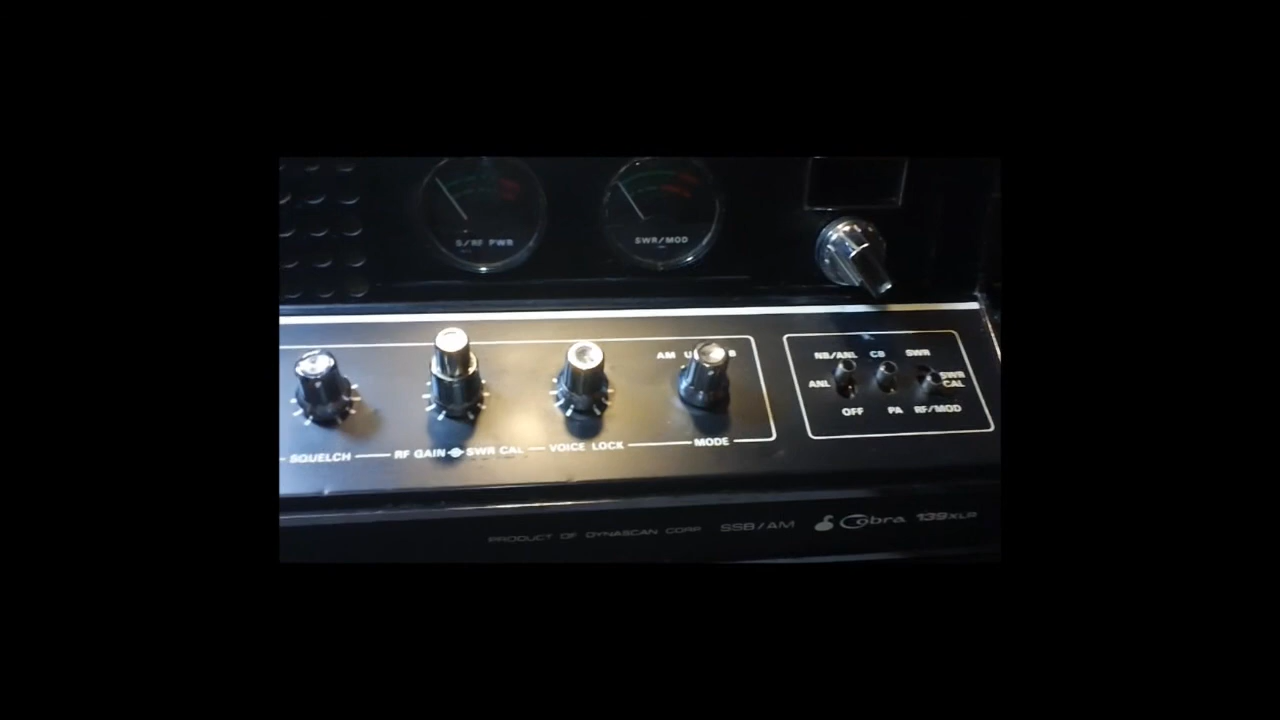 S/RF PWR
SWR/MOD
AM
NB/ANL CB SWR
ANL
SWR CAL
OFF PA RF/MOD
SQUELCH RF GAIN SWR CAL VOICE LOCK MODE
PRODUCT OF DYNASCAN CORP SSB/AM Cobra 139XLR